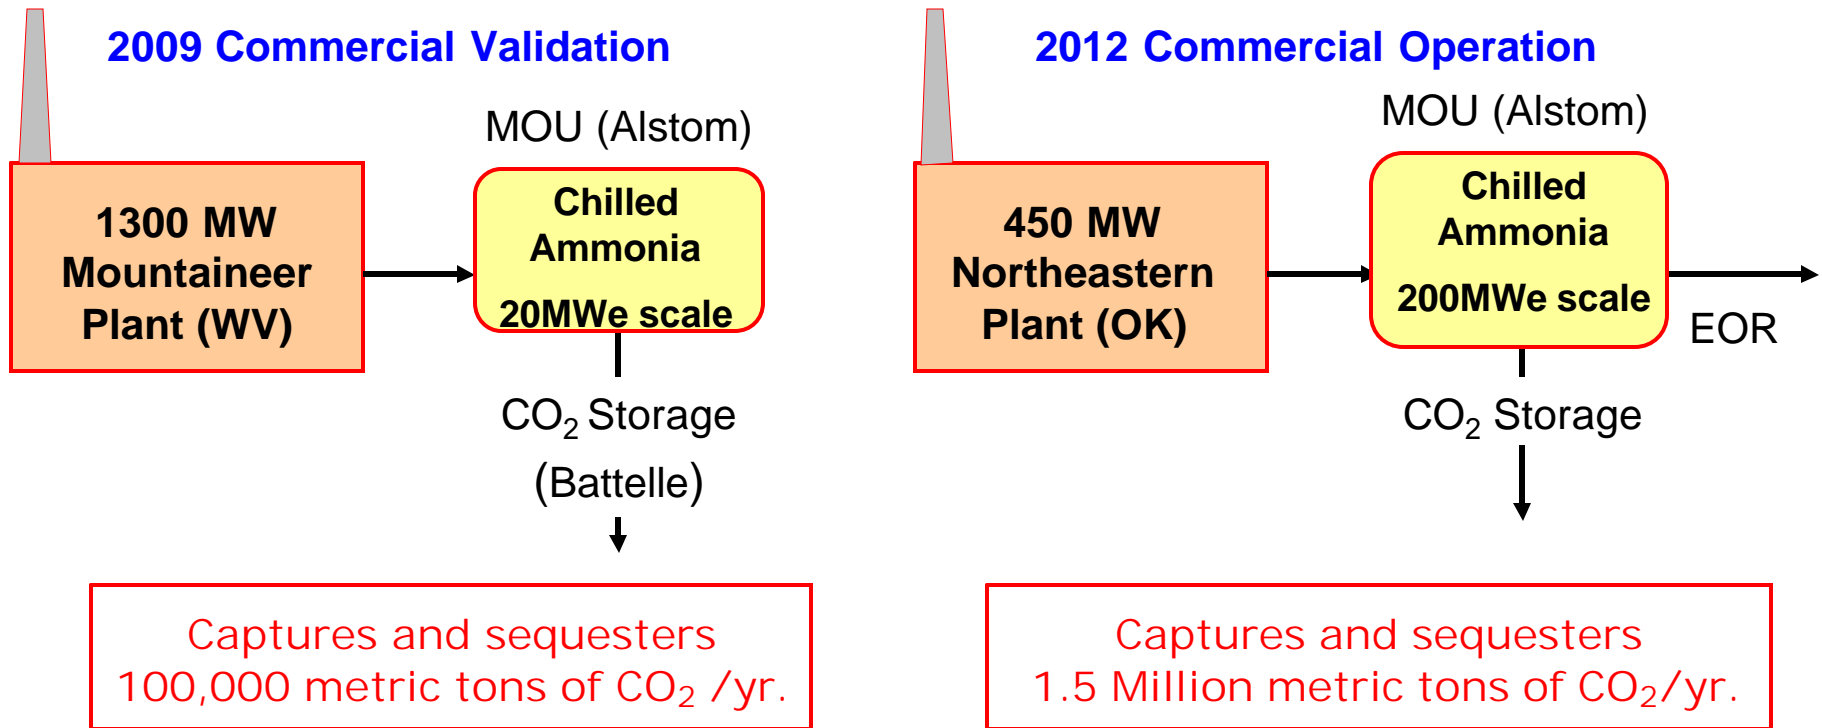 2009 Commercial Validation
MOU (Alstom)
1300 MW
Mountaineer
Plant (WV)
Chilled
Ammonia
20MWe scale
CO₂ Storage
(Battelle)
Captures and sequesters
100,000 metric tons of CO₂ /yr.
2012 Commercial Operation
MOU (Alstom)
450 MW
Northeastern
Plant (OK)
Chilled
Ammonia
200MWe scale
EOR
CO₂ Storage
Captures and sequesters
1.5 Million metric tons of CO₂/yr.